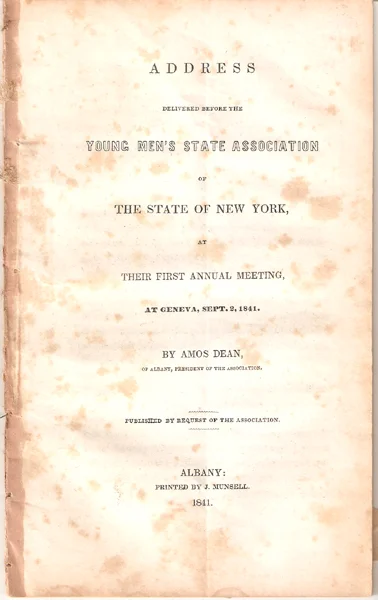 ADDRESS
DELIVERED BEFORE THE
YOUNG MEN'S STATE ASSOCIATION
OF
THE STATE OF NEW YORK,
AT
THEIR FIRST ANNUAL MEETING,
AT GENEVA, SEPT. 2, 1841.
BY AMOS DEAN,
OF ALBANY, PRESIDENT OF THE ASSOCIATION.
PUBLISHED BY REQUEST OF THE ASSOCIATION.
ALBANY:
PRINTED BY J. MUNSELL.
1841.